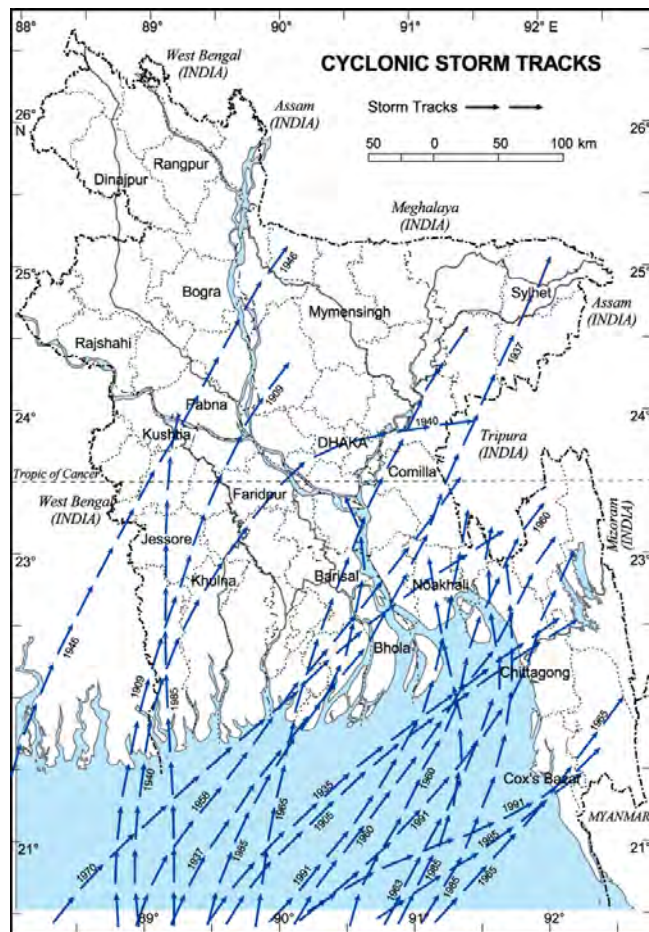 88°
89°
90°
91°
92° E
West Bengal
(INDIA)
CYCLONIC STORM TRACKS
Assam
(INDIA)
Storm Tracks
50
0
50
100 km
26°
N
26°
Rangpur
Dinajpur
Meghalaya
(INDIA)
25°
25°
1946
Sylhet
Bogra
Mymensingh
Assam
(INDIA)
Rajshahi
1937
1909
24°
24°
Pabna
Kushtia
DHAKA
1940
Tripura
(INDIA)
Comilla
Tropic of Cancer
West Bengal
(INDIA)
Faridpur
Mizoram
(INDIA)
1960
Jessore
23°
23°
Khulna
Barisal
Noakhali
1946
Bhola
Chittagong
1909
1985
1965
1940
1958
1935
1960
Cox's Bazar
1965
1905
1991
1991
MYANMAR
21°
21°
1970
1937
1985
1960
1985
1985
1991
1963
1985
1965
89°
90°
91°
92°